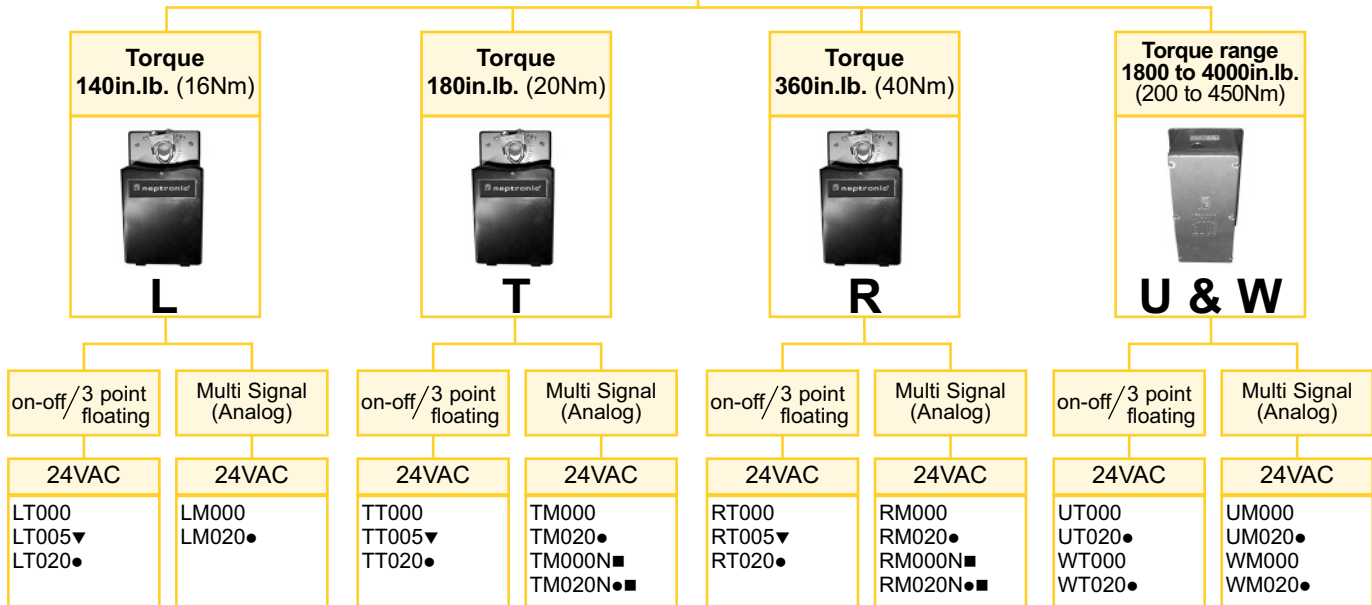 Torque
140in.lb. (16Nm)
neptronic
L
Torque
180in.lb. (20Nm)
neptronic
T
Torque
360in.lb. (40Nm)
neptronic
R
Torque range
1800 to 4000in.lb.
(200 to 450Nm)
U & W
on-off/3 point
floating
24VAC
LT000
LT005▼
LT020●
Multi Signal
(Analog)
24VAC
LM000
LM020●
on-off/3 point
floating
24VAC
TT000
TT005▼
TT020●
Multi Signal
(Analog)
24VAC
TM000
TM020●
TM000N■
TM020N●■
on-off/3 point
floating
24VAC
RT000
RT005▼
RT020●
Multi Signal
(Analog)
24VAC
RM000
RM020●
RM000N■
RM020N●■
on-off/3 point
floating
24VAC
UT000
UT020●
WT000
WT020●
Multi Signal
(Analog)
24VAC
UM000
UM020●
WM000
WM020●